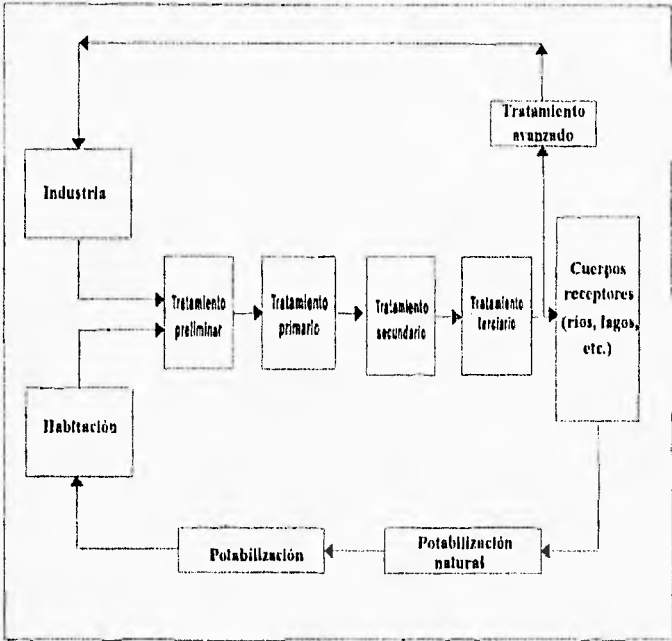 Tratamiento
avanzado
Industria
Cuerpos
receptores
(ríos, lagos,
etc.)
Tratamiento
preliminar
Tratamiento
primario
Tratamiento
secundario
Tratamiento
terciario
Habitación
Potabilización
Potabilización
natural